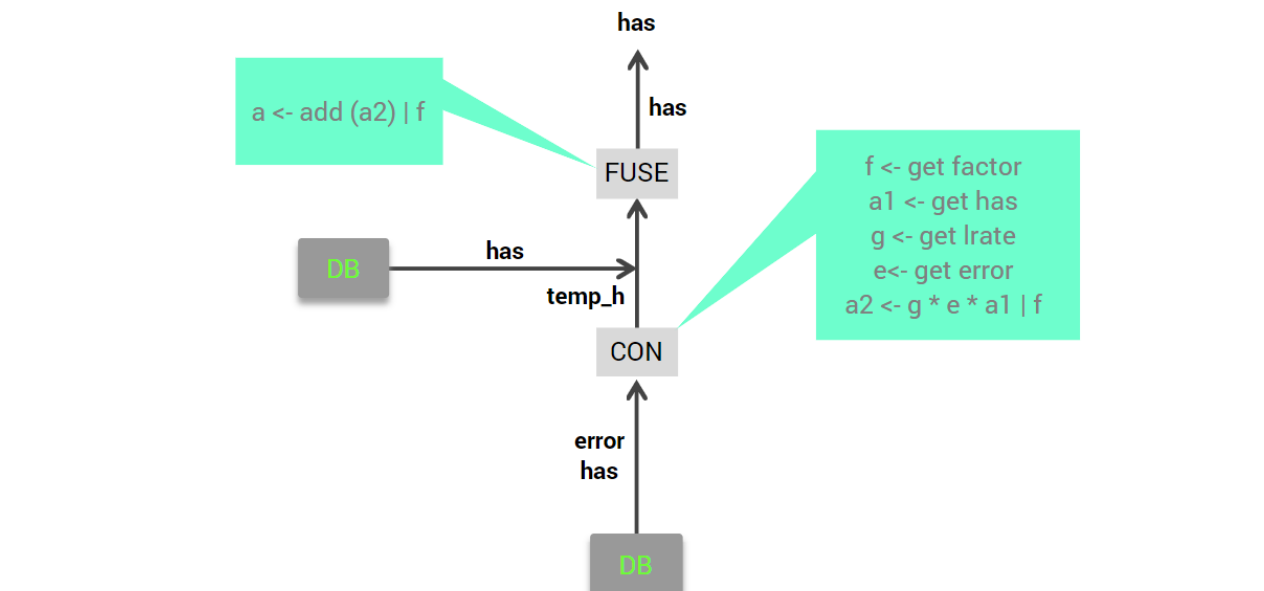 has
a <- add (a2) | f
has
FUSE
f <- get factor
a1 <- get has
g <- get lrate
e<- get error
a2 <- g * e * a1 | f
has
DB
temp_h
CON
error
has
DB